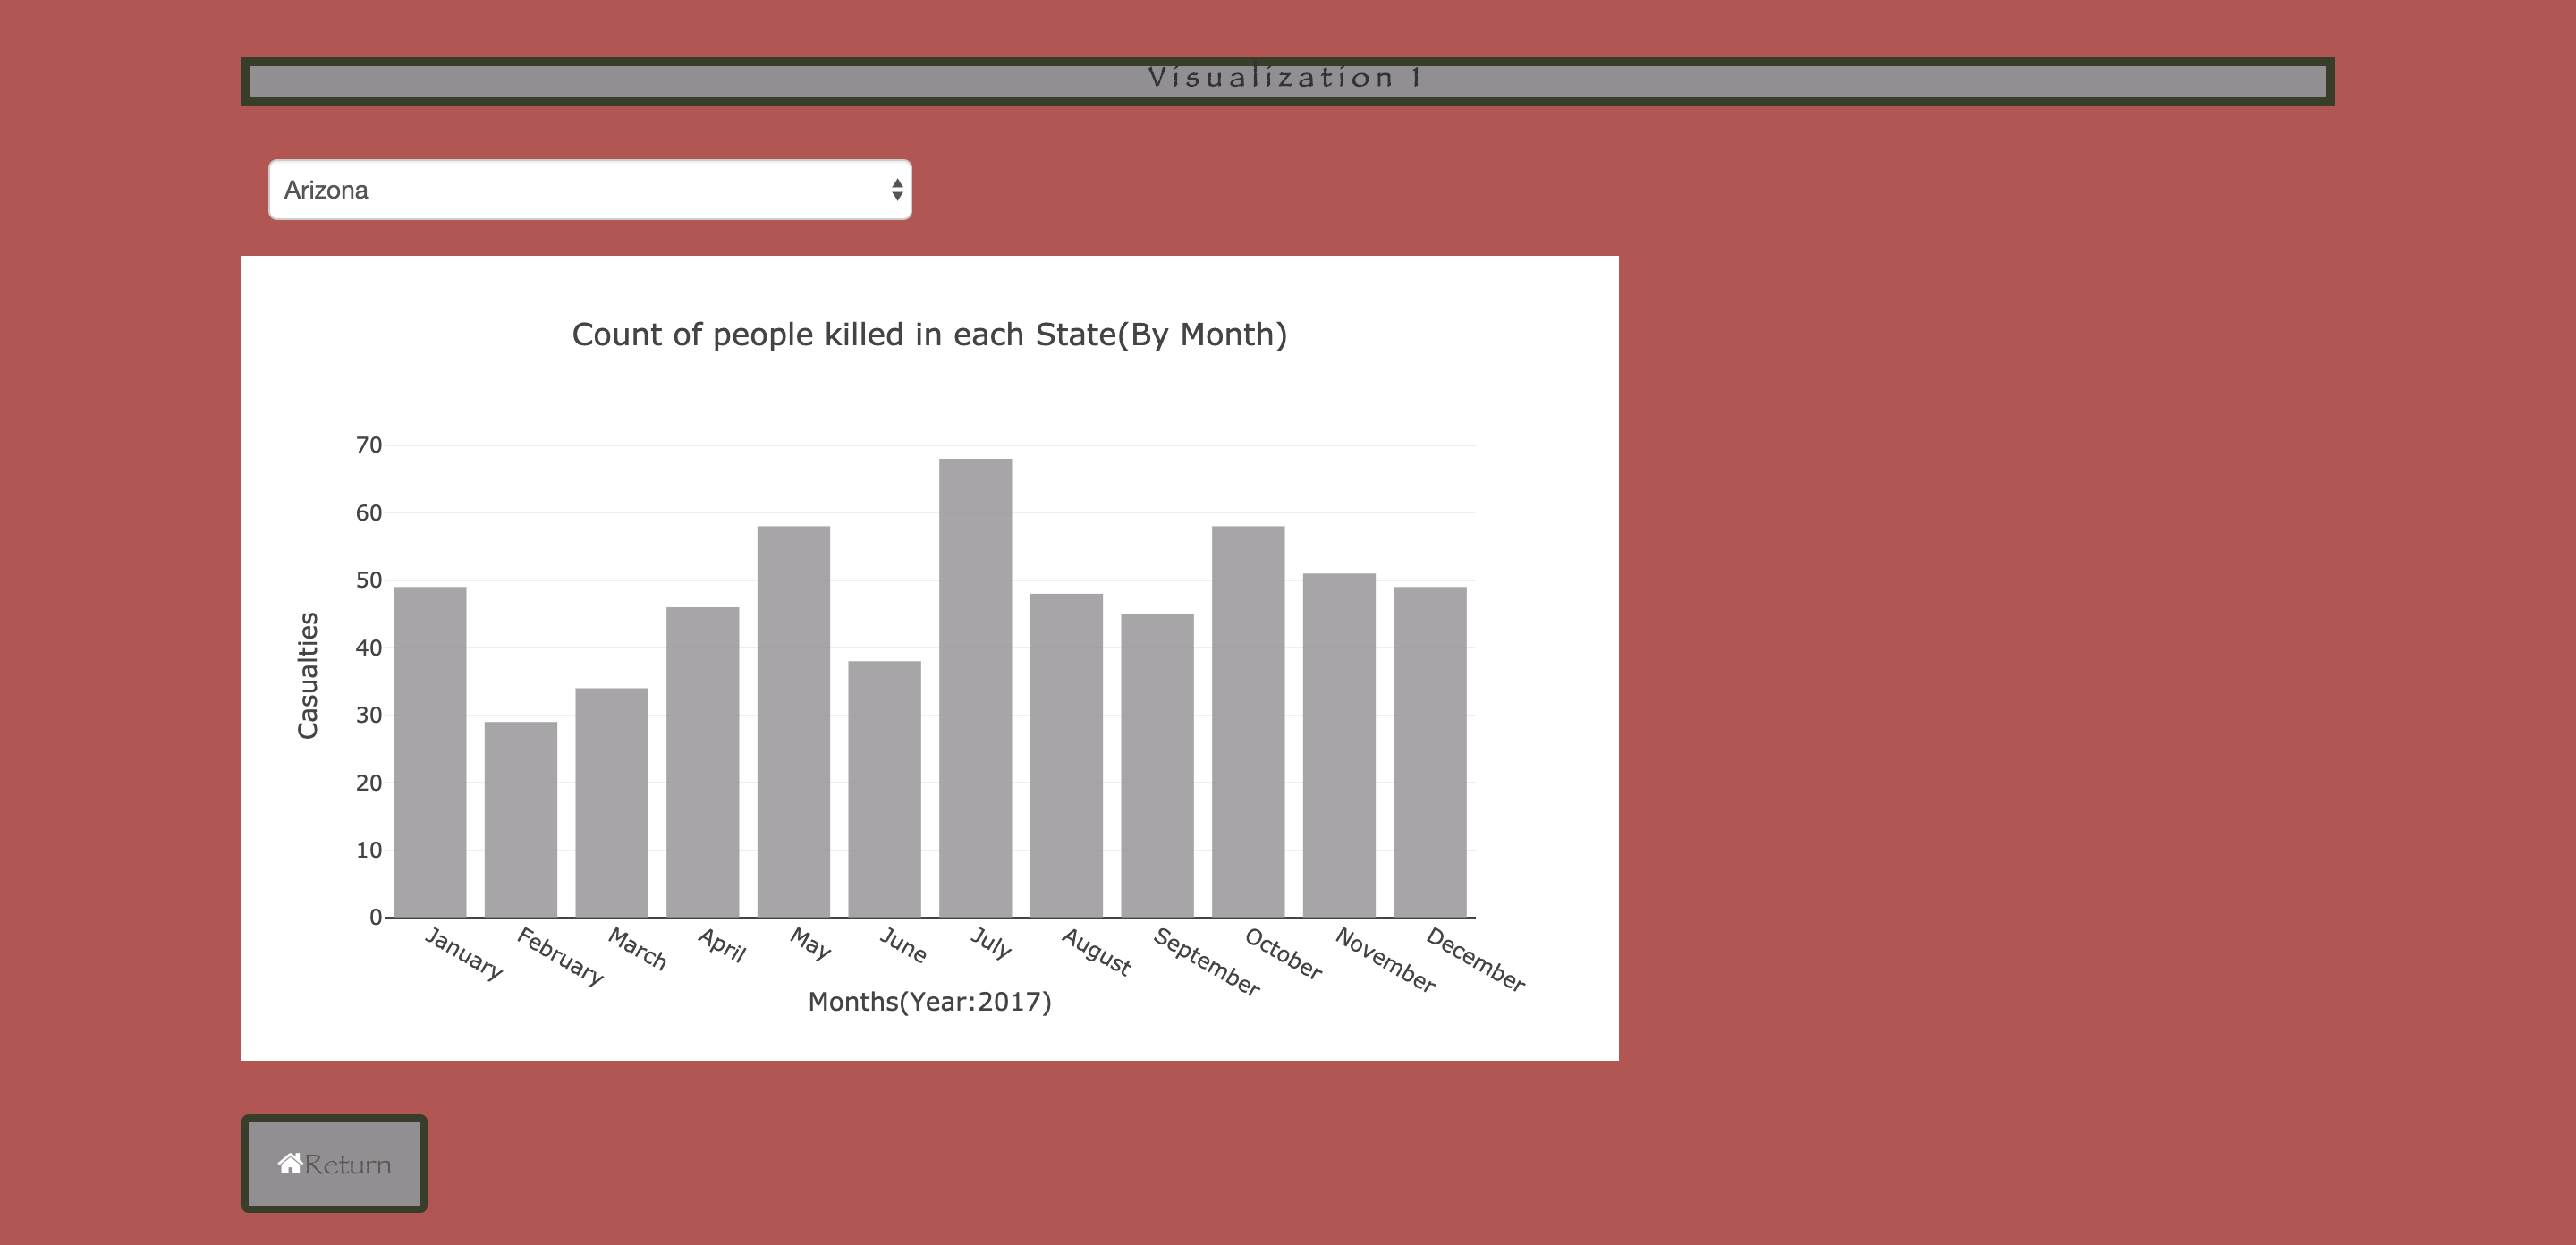 Visualization 1
Arizona
Count of people killed in each State(By Month)
70
60
50
40
30
20
10
0
Casualties
January
February
March
April
May
June
July
August
September
October
November
December
Months(Year:2017)
Return